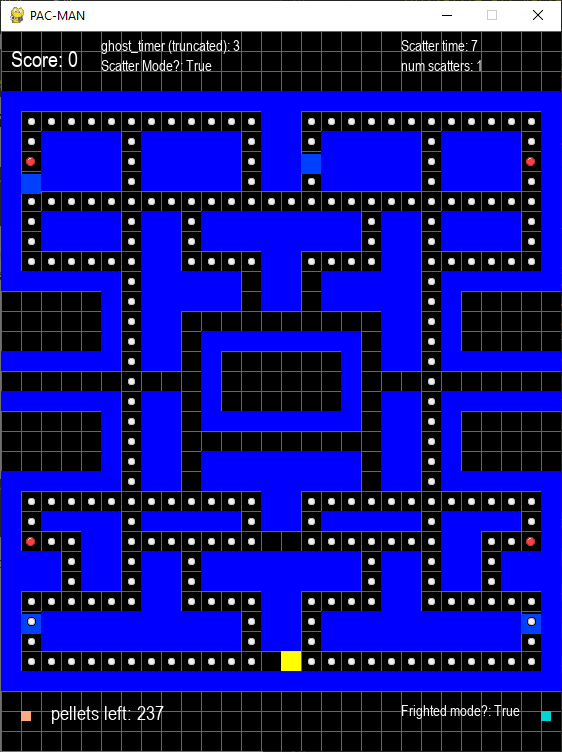 PAC-MAN
ghost_timer (truncated): 3
Scatter time: 7
Score: 0
Scatter Mode?: True
num scatters: 1
pellets left: 237
Frighted mode?: True